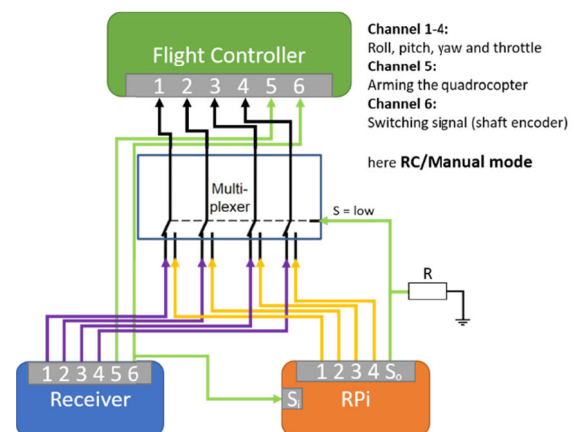 Flight Controller
1 2 3 4 5 6
Channel 1-4:
Roll, pitch, yaw and throttle
Channel 5:
Arming the quadrocopter
Channel 6:
Switching signal (shaft encoder)
here RC/Manual mode
Multi-
plexer
S = low
R
1 2 3 4 5 6
Receiver
1 2 3 4 So
Si
RPi